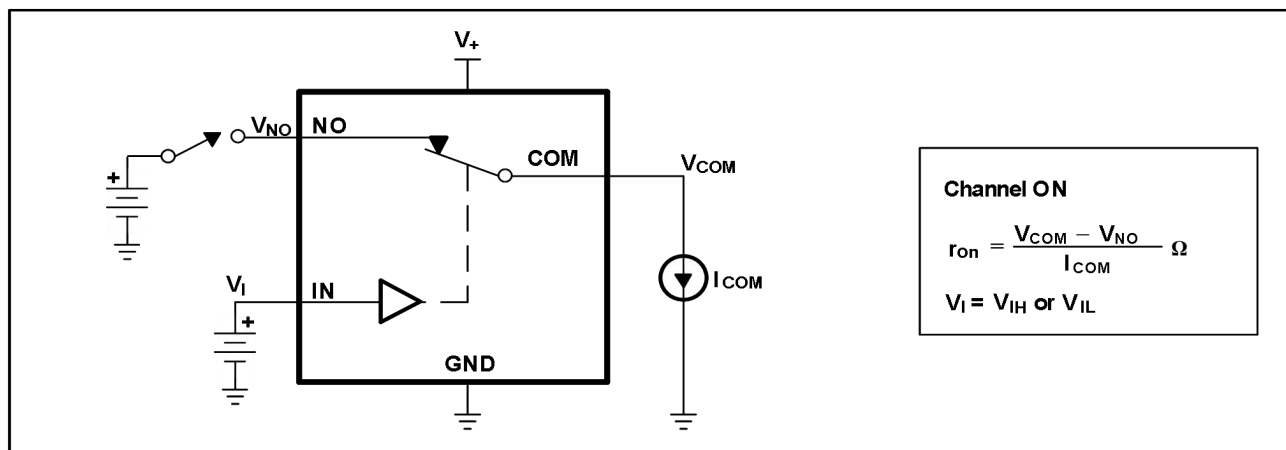 V+
VNO NO
COM
VCOM
+
VI IN
+
ICOM
GND
Channel ON
ron = VCOM – VNO / ICOM Ω
VI = VIH or VIL